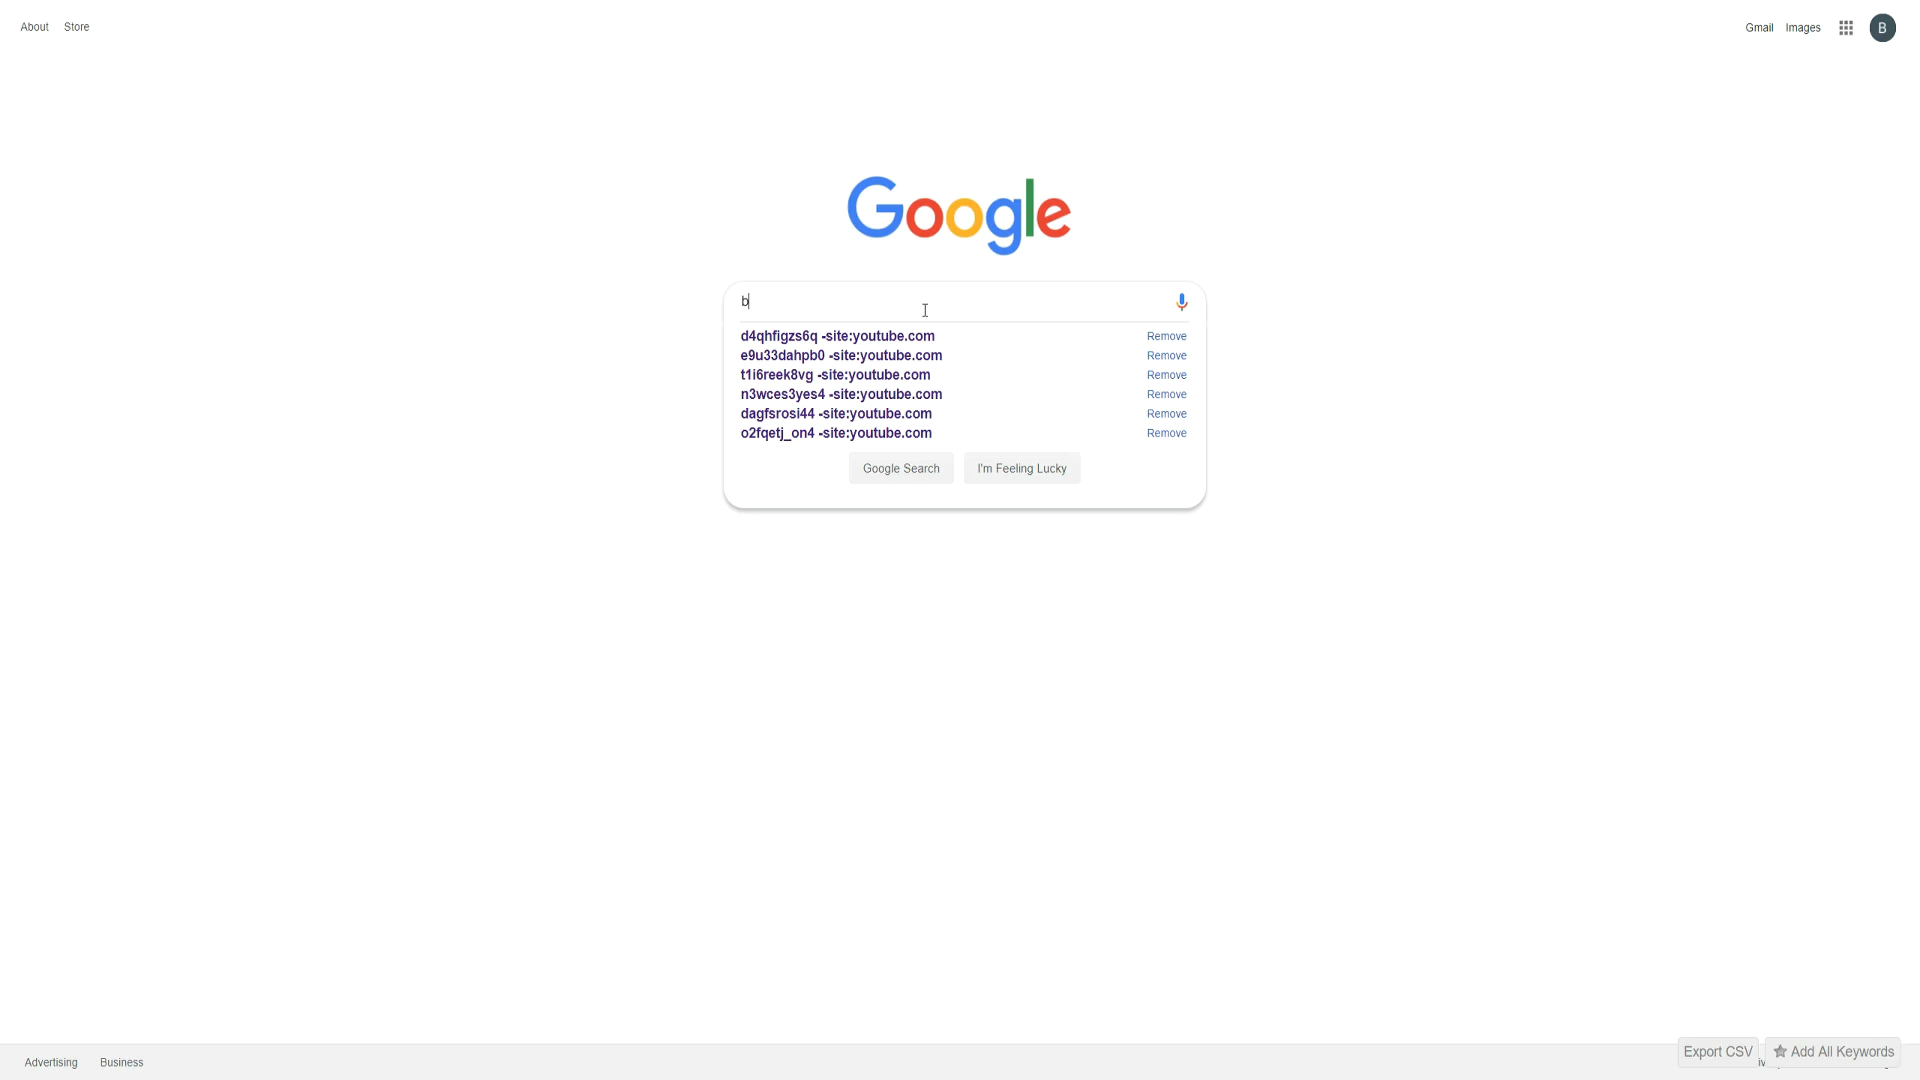 About Store
Gmail Images B
Google
b
d4qhfigzs6q -site:youtube.com Remove
e9u33dahpb0 -site:youtube.com Remove
t1i6reek8vg -site:youtube.com Remove
n3wces3yes4 -site:youtube.com Remove
dagfsrosi44 -site:youtube.com Remove
o2fqetj_on4 -site:youtube.com Remove
Google Search I'm Feeling Lucky
Export CSV Add All Keywords
Advertising Business